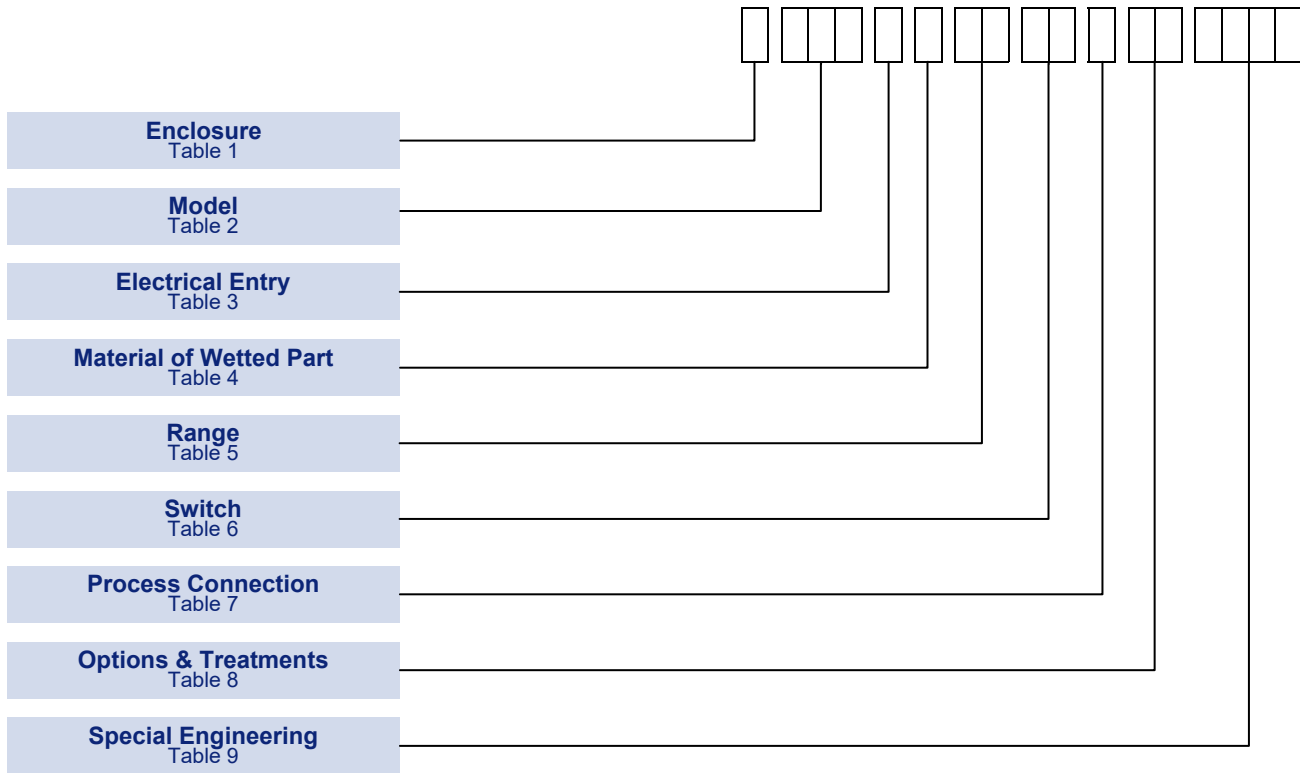 Enclosure
Table 1
Model
Table 2
Electrical Entry
Table 3
Material of Wetted Part
Table 4
Range
Table 5
Switch
Table 6
Process Connection
Table 7
Options & Treatments
Table 8
Special Engineering
Table 9